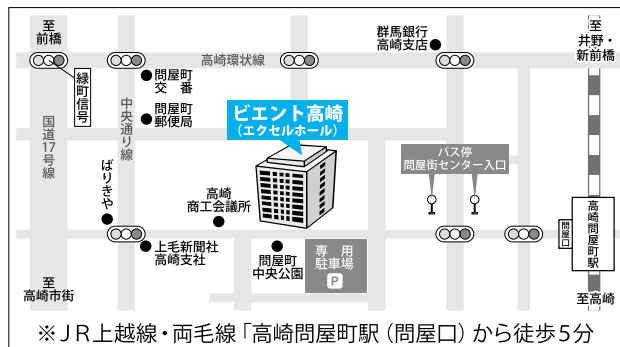 至
前橋
群馬銀行
高崎支店
至
井野・
新前橋
高崎環状線
緑町信号
問屋町
交　番
中央通り線
問屋町
郵便局
国道17号線
ビエント高崎
（エクセルホール）
バス停
問屋街センター入口
ばりきや
高崎
商工会議所
高崎問屋町駅
問屋口
上毛新聞社
高崎支社
問屋町
中央公園
専　用
駐車場
P
至
高崎市街
至高崎
※ＪＲ上越線・両毛線「高崎問屋町駅（問屋口）から徒歩５分